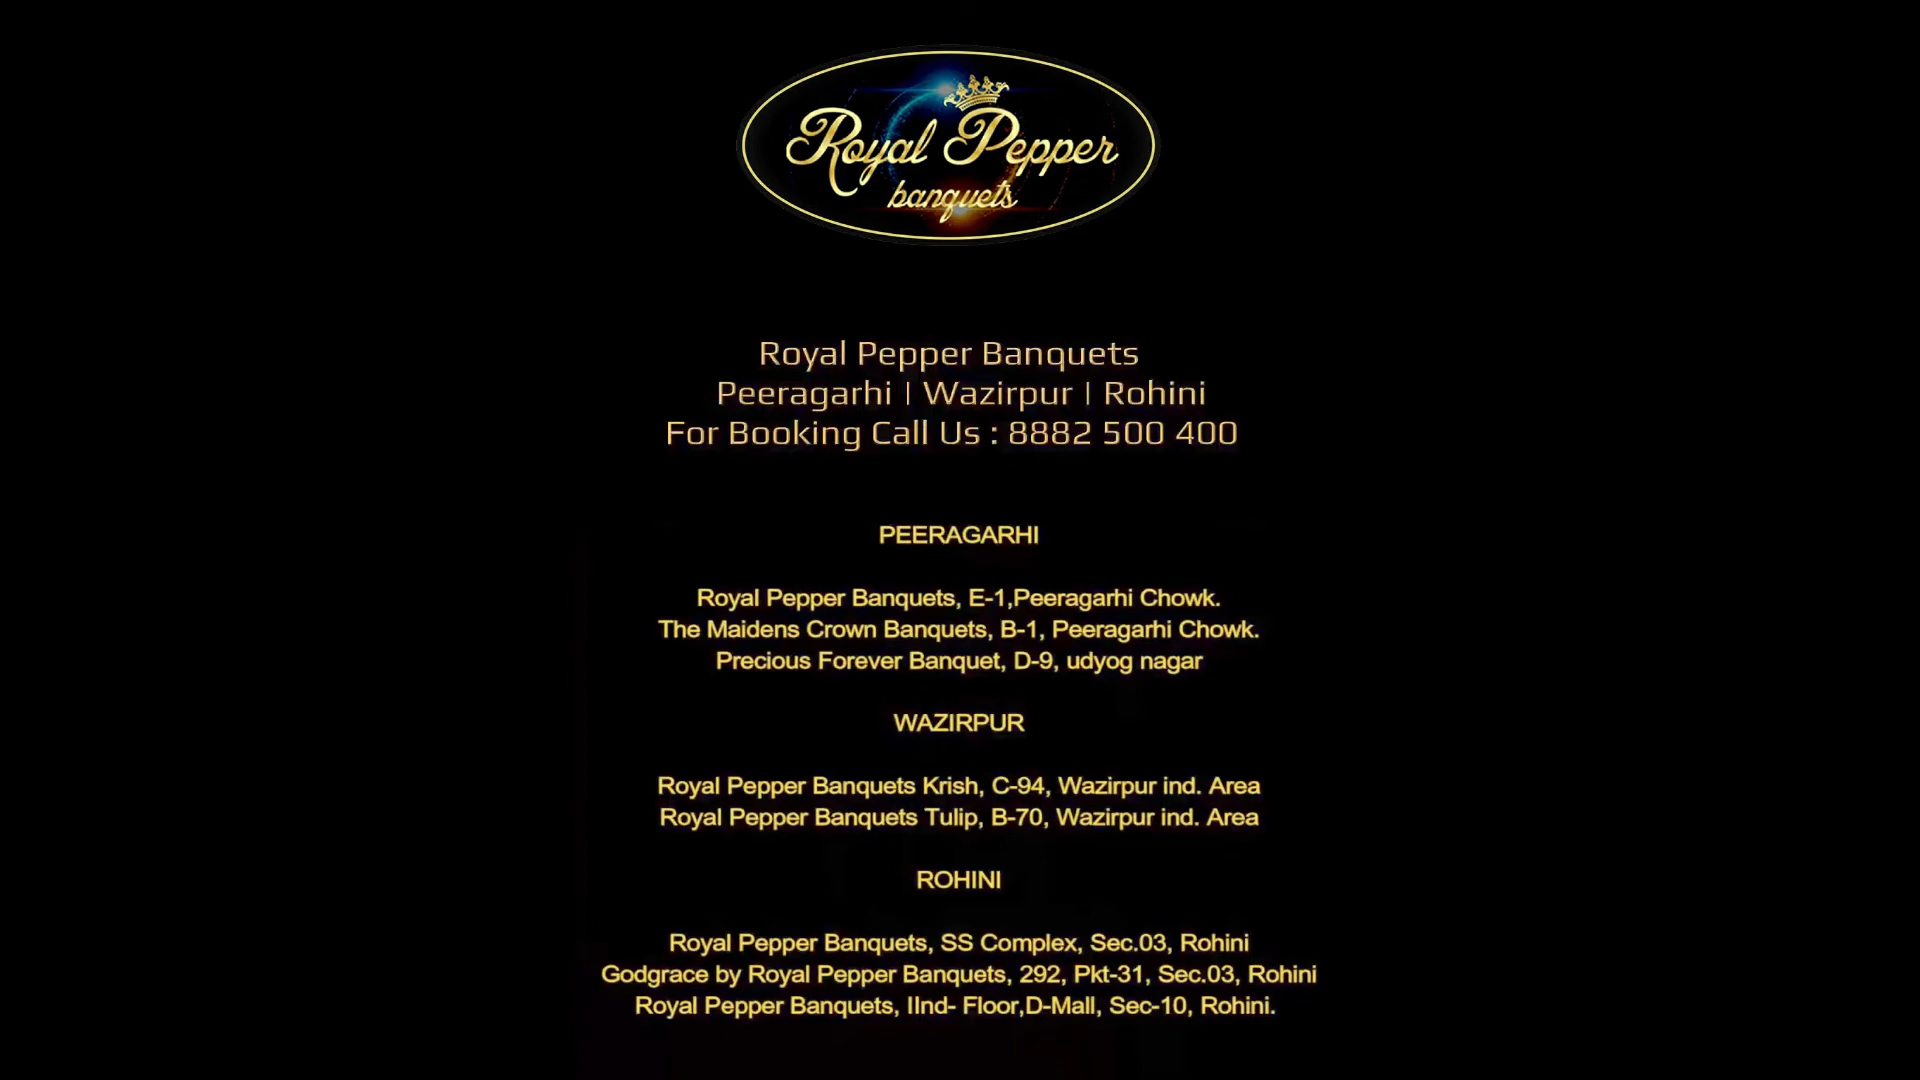 Royal Pepper
banquets
Royal Pepper Banquets
Peeragarhi | Wazirpur | Rohini
For Booking Call Us : 8882 500 400
PEERAGARHI
Royal Pepper Banquets, E-1,Peeragarhi Chowk.
The Maidens Crown Banquets, B-1, Peeragarhi Chowk.
Precious Forever Banquet, D-9, udyog nagar
WAZIRPUR
Royal Pepper Banquets Krish, C-94, Wazirpur ind. Area
Royal Pepper Banquets Tulip, B-70, Wazirpur ind. Area
ROHINI
Royal Pepper Banquets, SS Complex, Sec.03, Rohini
Godgrace by Royal Pepper Banquets, 292, Pkt-31, Sec.03, Rohini
Royal Pepper Banquets, IInd- Floor,D-Mall, Sec-10, Rohini.